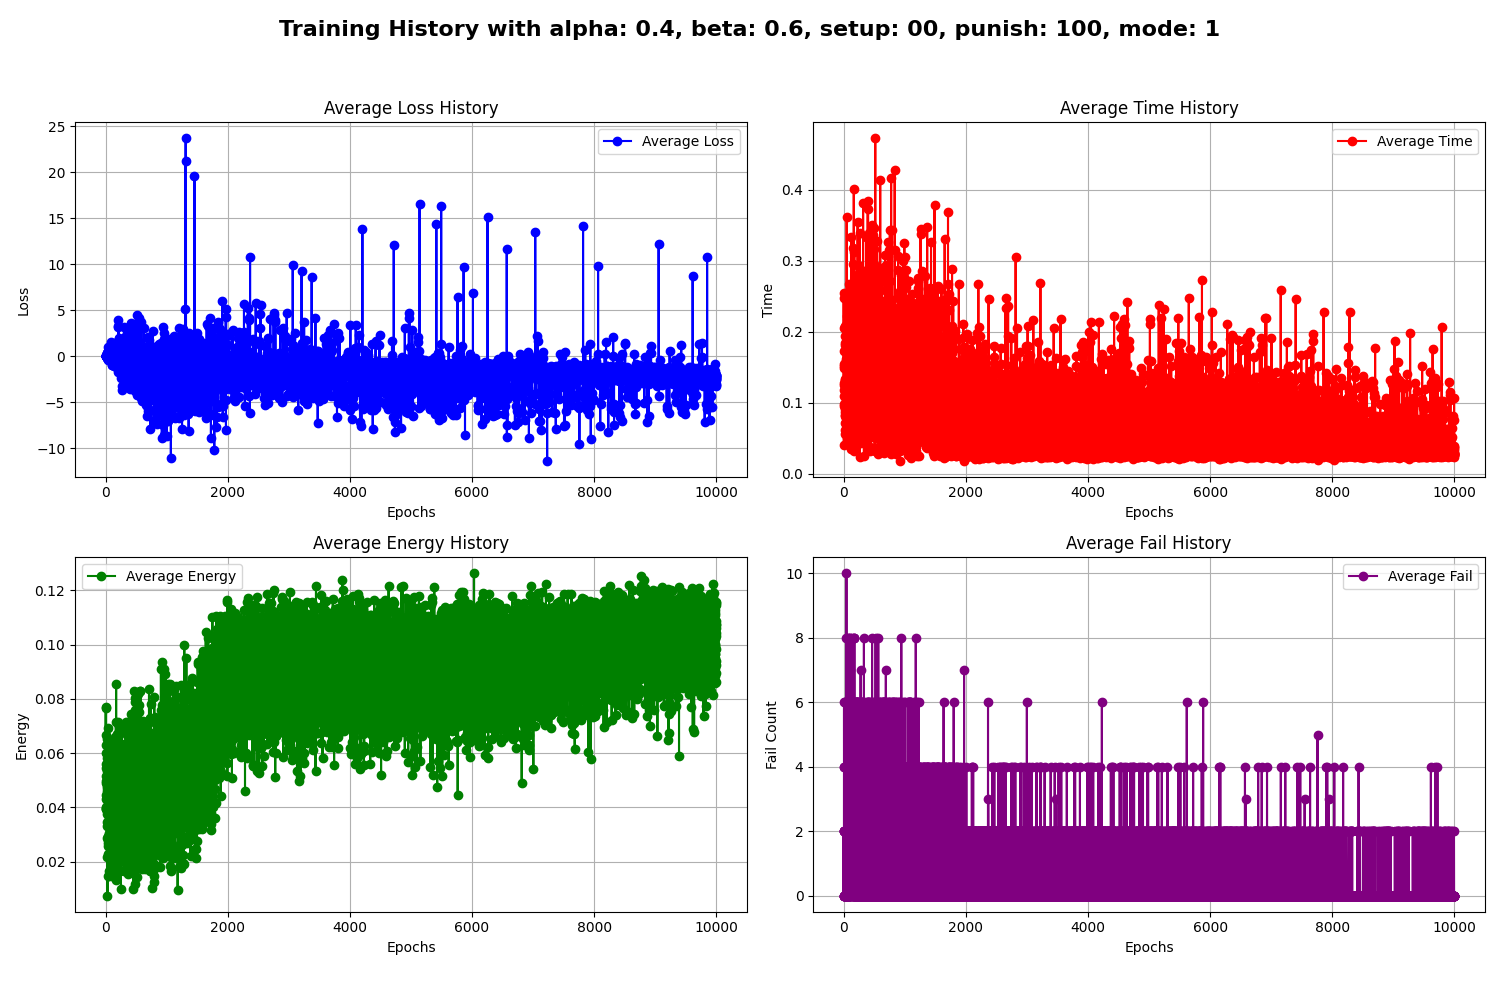 Training History with alpha: 0.4, beta: 0.6, setup: 00, punish: 100, mode: 1
Average Loss History
25
20
15
10
5
0
−5
−10
Loss
Average Loss
0 2000 4000 6000 8000 10000
Epochs
Average Time History
0.4
0.3
0.2
0.1
0.0
Time
Average Time
0 2000 4000 6000 8000 10000
Epochs
Average Energy History
0.12
0.10
0.08
0.06
0.04
0.02
Energy
Average Energy
0 2000 4000 6000 8000 10000
Epochs
Average Fail History
10
8
6
4
2
0
Fail Count
Average Fail
0 2000 4000 6000 8000 10000
Epochs